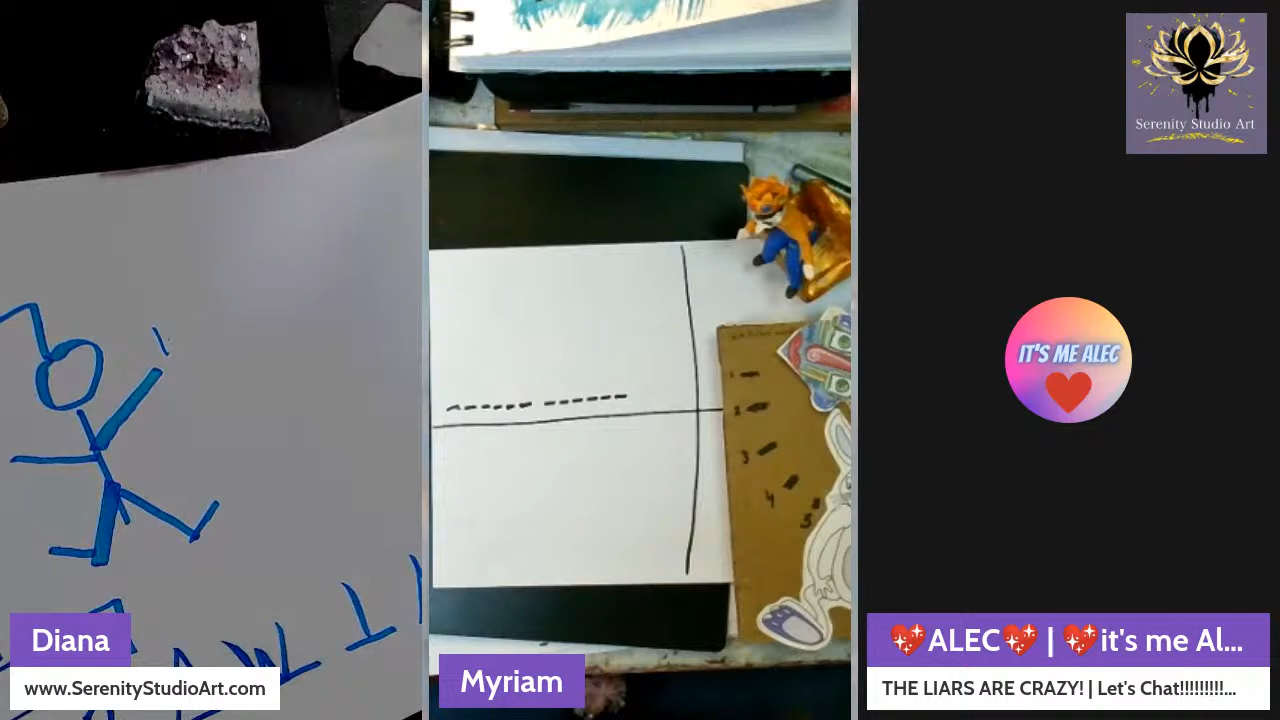 Serenity Studio Art
IT'S ME ALEC
1
2
3
4
5
Diana
www.SerenityStudioArt.com
Myriam
💖ALEC💖 | 💖it's me Al...
THE LIARS ARE CRAZY! | Let's Chat!!!!!!!!!...